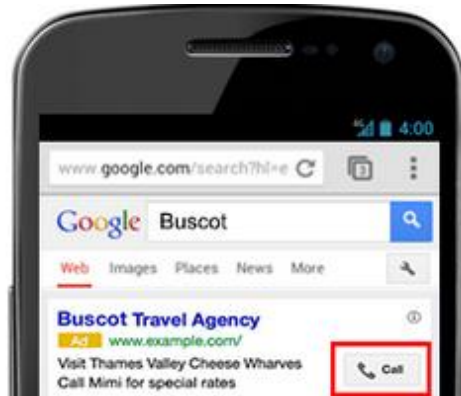 4G 4:00
www.google.com/search?hl=e 3
Google Buscot
Web Images Places News More
Buscot Travel Agency
Ad www.example.com/
Visit Thames Valley Cheese Wharves
Call Mimi for special rates
Call